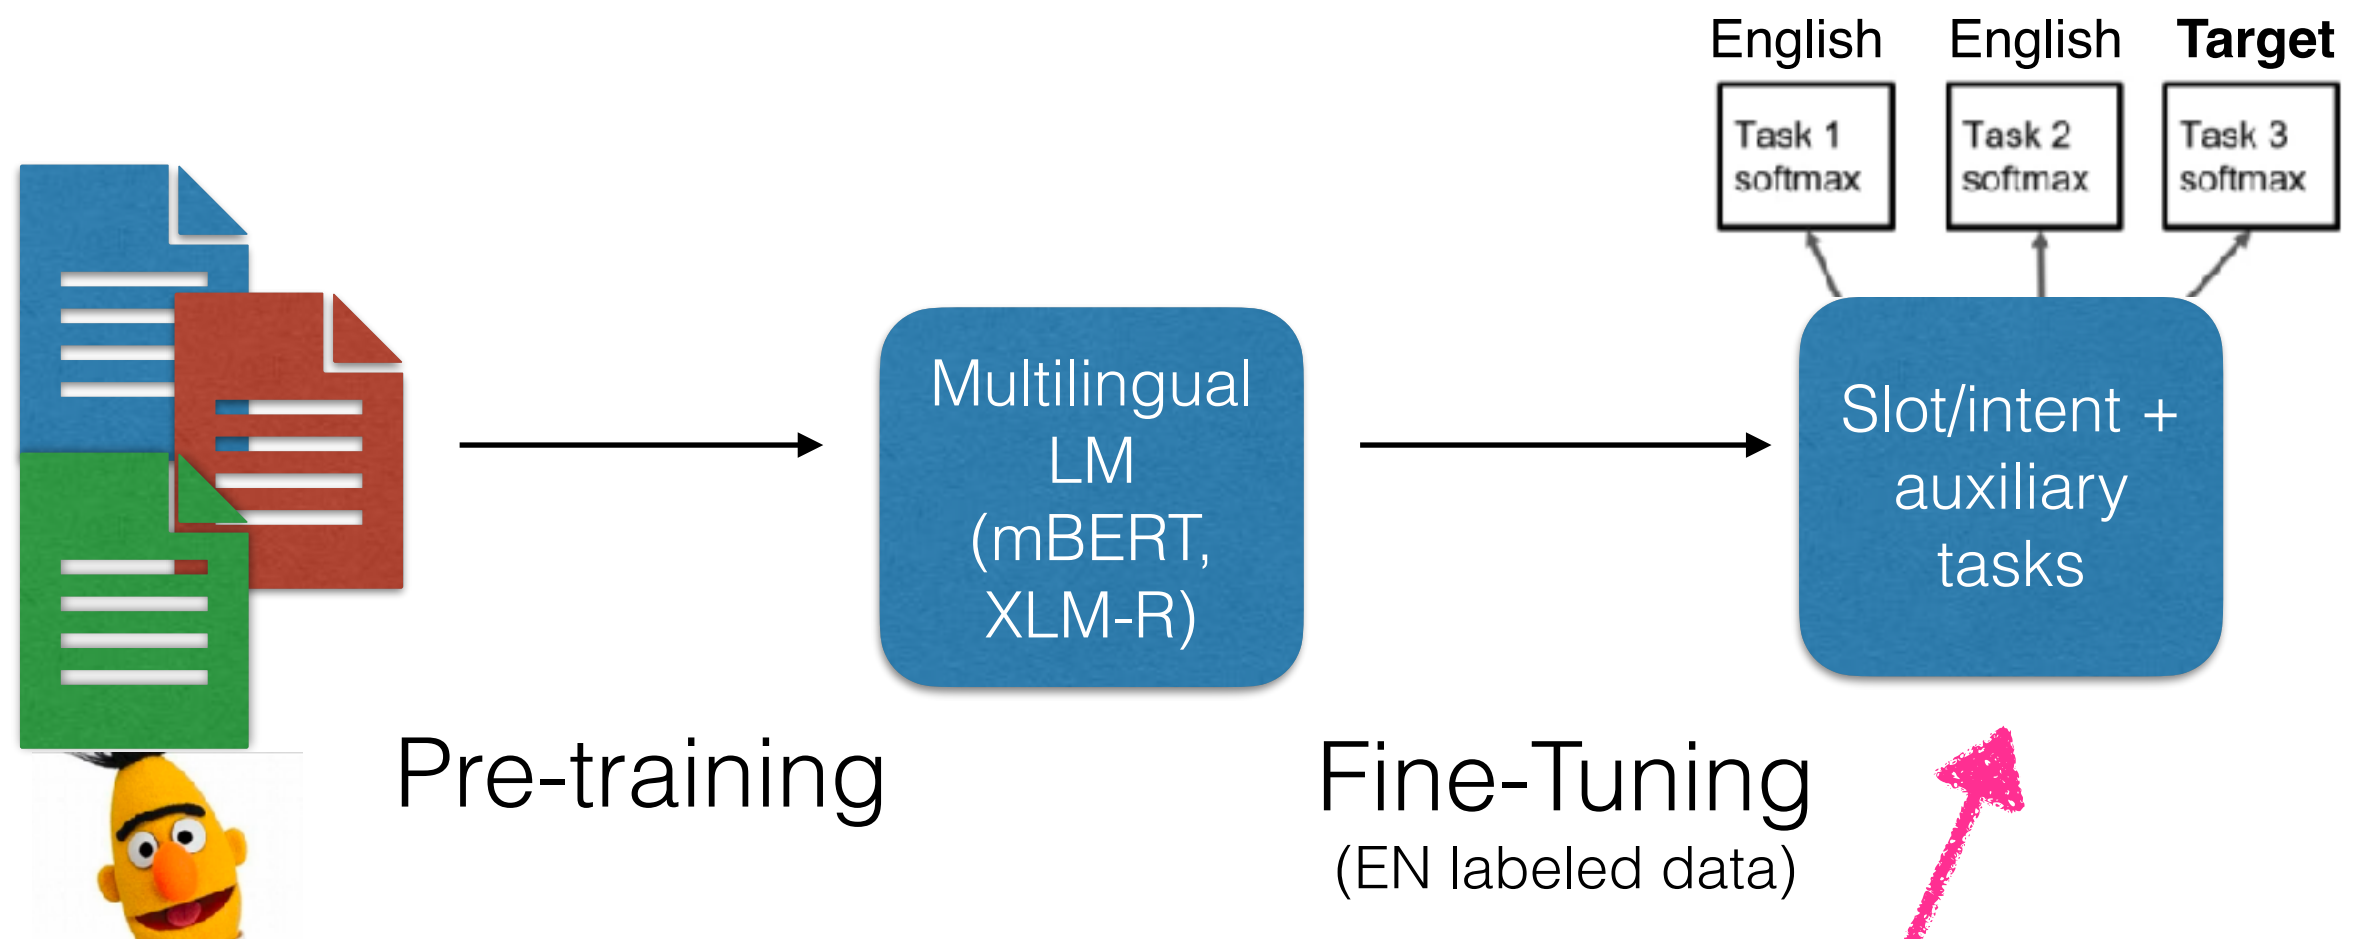 English English Target
Task 1 Task 2 Task 3
softmax softmax softmax
Multilingual
LM
(mBERT,
XLM-R)
Slot/intent +
auxiliary
tasks
Pre-training
Fine-Tuning
(EN labeled data)